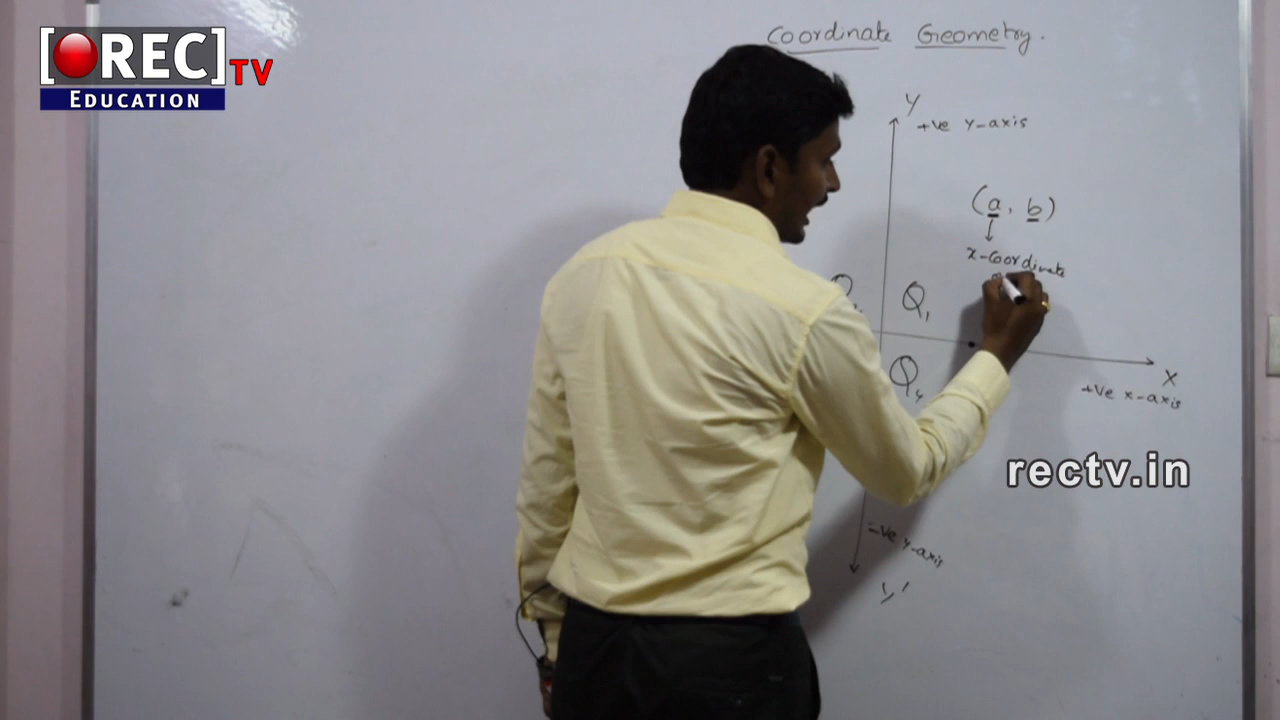 [REC] TV
EDUCATION
Coordinate Geometry.
Y
+ve Y-axis
(a, b)
x-coordinate
Q₁
Q₄
X
+ve x-axis
rectv.in
-ve y-axis
y'